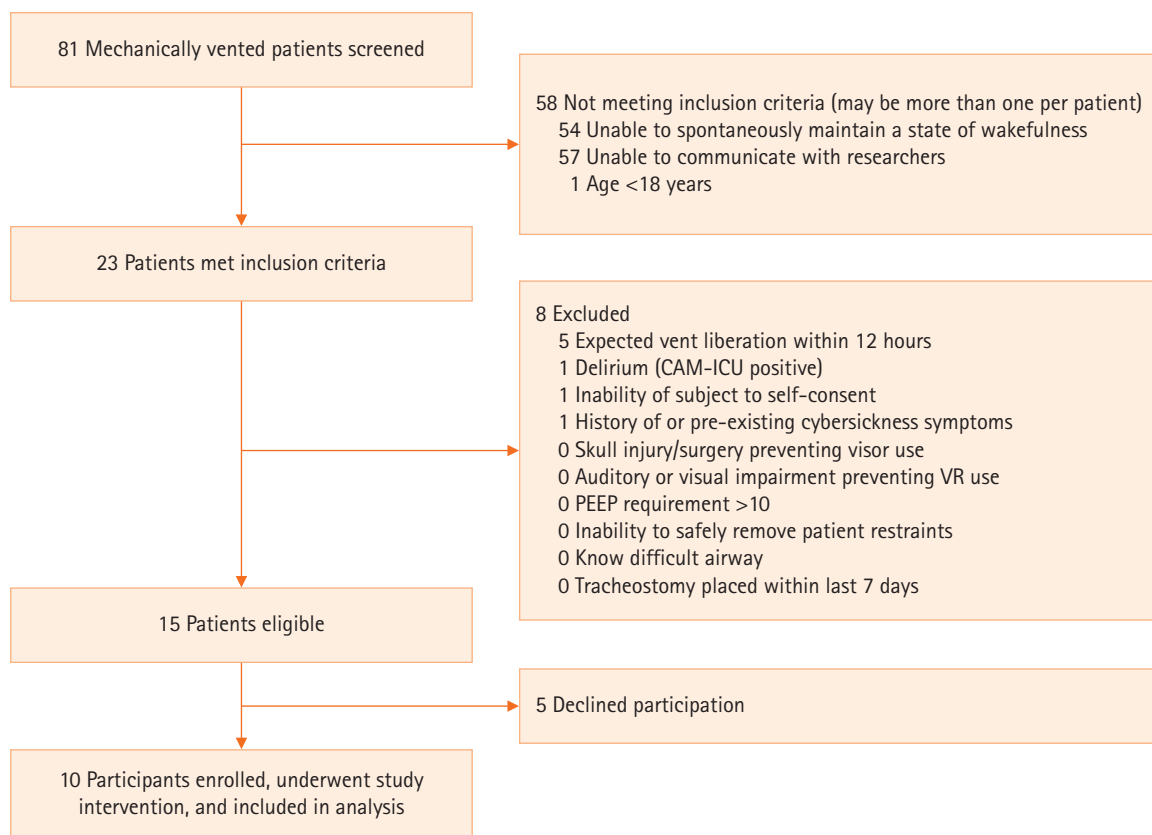 81 Mechanically vented patients screened
58 Not meeting inclusion criteria (may be more than one per patient)
54 Unable to spontaneously maintain a state of wakefulness
57 Unable to communicate with researchers
1 Age <18 years
23 Patients met inclusion criteria
8 Excluded
5 Expected vent liberation within 12 hours
1 Delirium (CAM-ICU positive)
1 Inability of subject to self-consent
1 History of or pre-existing cybersickness symptoms
0 Skull injury/surgery preventing visor use
0 Auditory or visual impairment preventing VR use
0 PEEP requirement >10
0 Inability to safely remove patient restraints
0 Know difficult airway
0 Tracheostomy placed within last 7 days
15 Patients eligible
5 Declined participation
10 Participants enrolled, underwent study
intervention, and included in analysis